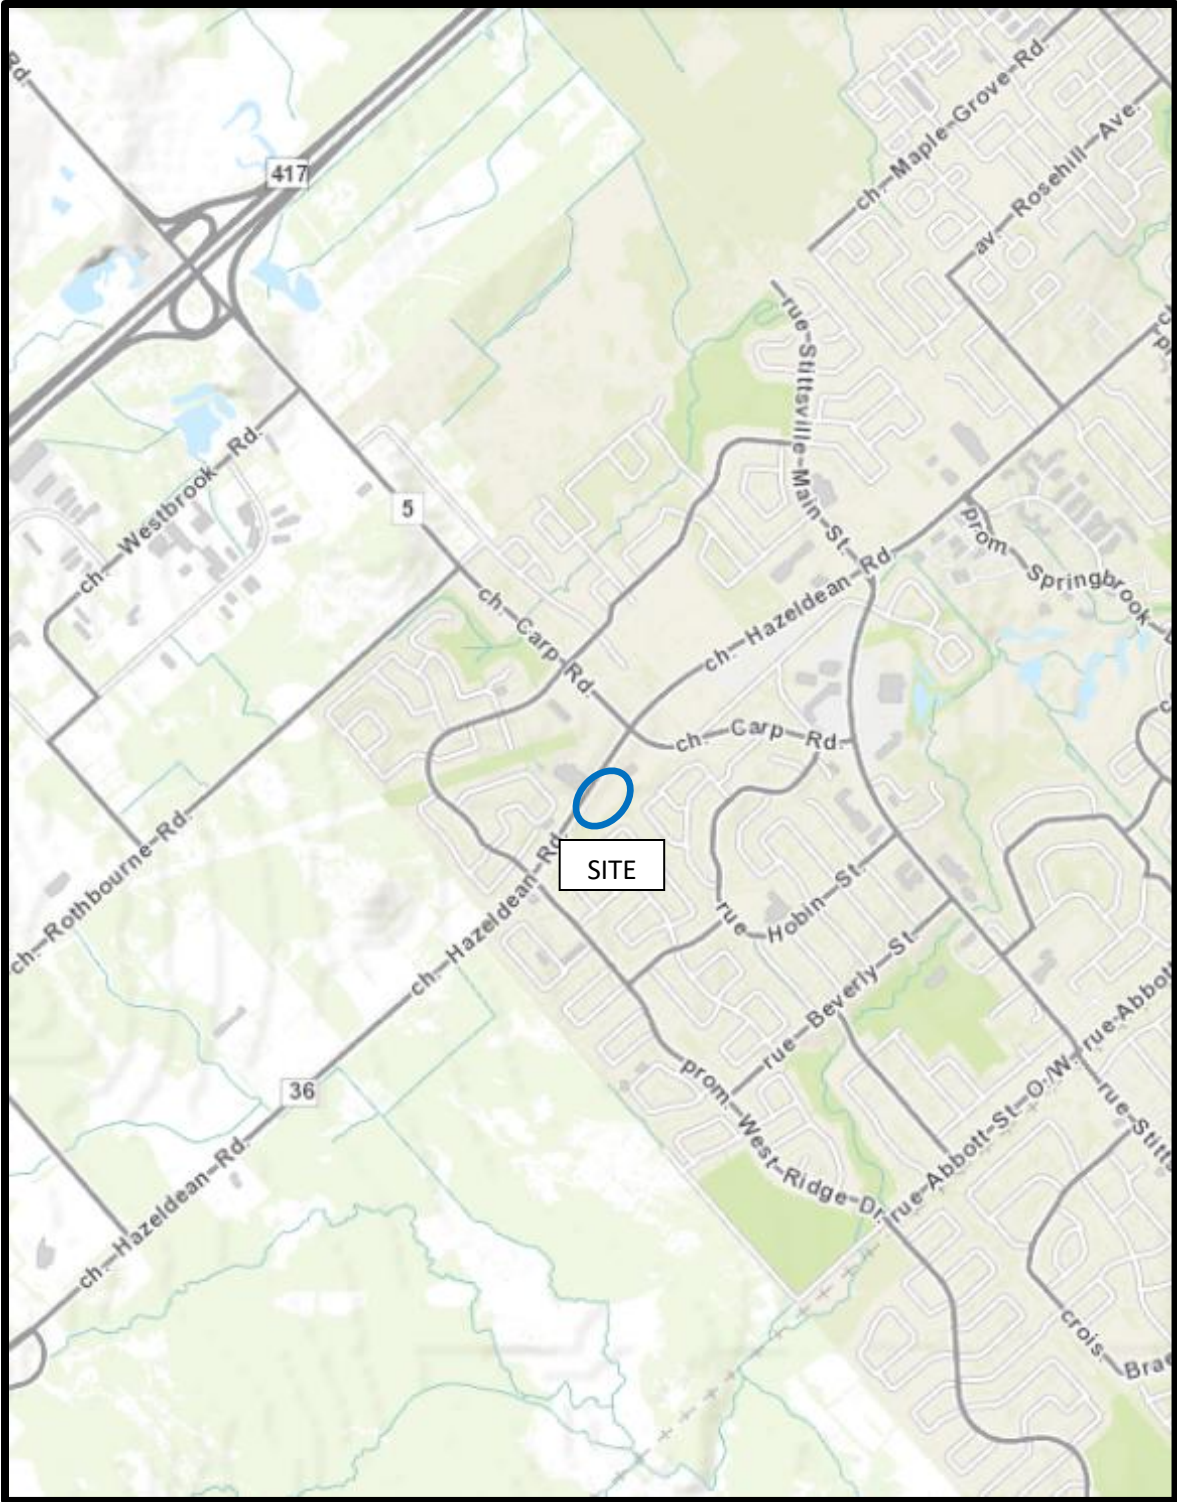 Rd.
417
ch. Maple Grove Rd
av. Rosehill Ave.
rue Stittsville Main St.
ch. Westbrook Rd.
5
prom Springbrook
ch. Hazeldean Rd
ch. Carp Rd.
ch. Carp Rd.
SITE
ch. Rothbourne Rd.
ch. Hazeldean Rd.
rue Hobin St.
rue Beverly St
rue Abbott
36
prom. West Ridge Dr.
rue Abbott St O./W.
rue Stitts
ch. Hazeldean Rd.
crois.
Brae